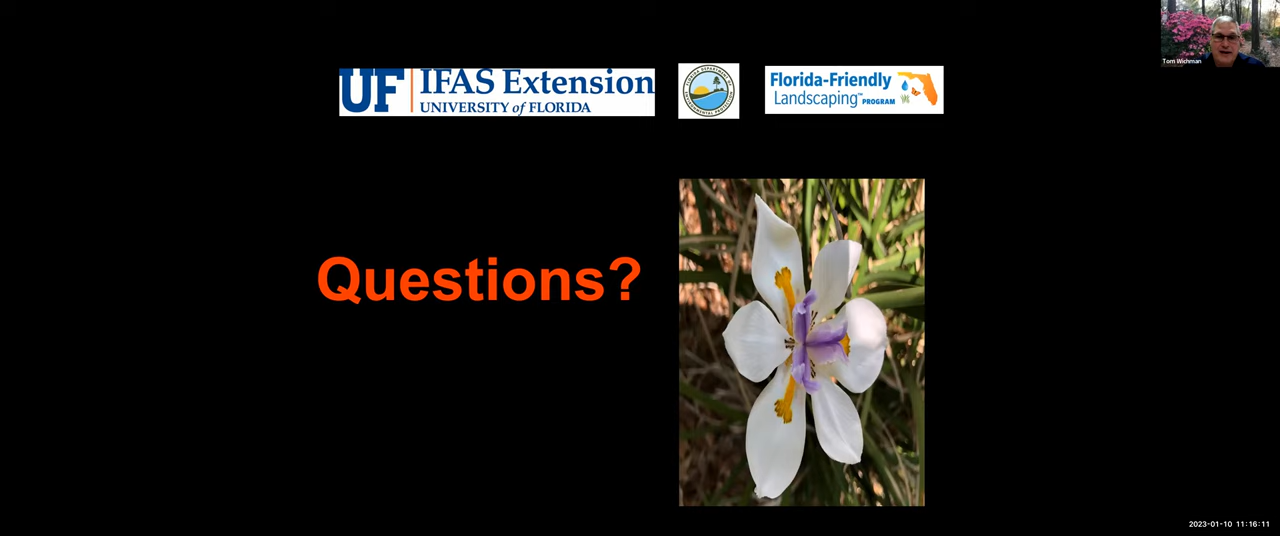 Tom Wichman
UF IFAS Extension
UNIVERSITY of FLORIDA
Florida-Friendly
Landscaping™ PROGRAM
Questions?
2023-01-10 11:16:11